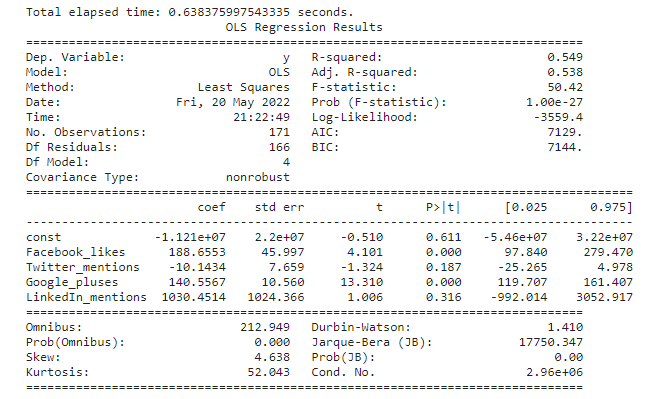 Total elapsed time: 0.638375997543335 seconds.
OLS Regression Results
==============================================================================
Dep. Variable: y R-squared: 0.549
Model: OLS Adj. R-squared: 0.538
Method: Least Squares F-statistic: 50.42
Date: Fri, 20 May 2022 Prob (F-statistic): 1.00e-27
Time: 21:22:49 Log-Likelihood: -3559.4
No. Observations: 171 AIC: 7129.
Df Residuals: 166 BIC: 7144.
Df Model: 4
Covariance Type: nonrobust
=====================================================================================
coef std err t P>|t| [0.025 0.975]
-------------------------------------------------------------------------------------
const -1.121e+07 2.2e+07 -0.510 0.611 -5.46e+07 3.22e+07
Facebook_likes 188.6553 45.997 4.101 0.000 97.840 279.470
Twitter_mentions -10.1434 7.659 -1.324 0.187 -25.265 4.978
Google_pluses 140.5567 10.560 13.310 0.000 119.707 161.407
LinkedIn_mentions 1030.4514 1024.366 1.006 0.316 -992.014 3052.917
==============================================================================
Omnibus: 212.949 Durbin-Watson: 1.410
Prob(Omnibus): 0.000 Jarque-Bera (JB): 17750.347
Skew: 4.638 Prob(JB): 0.00
Kurtosis: 52.043 Cond. No. 2.96e+06
==============================================================================